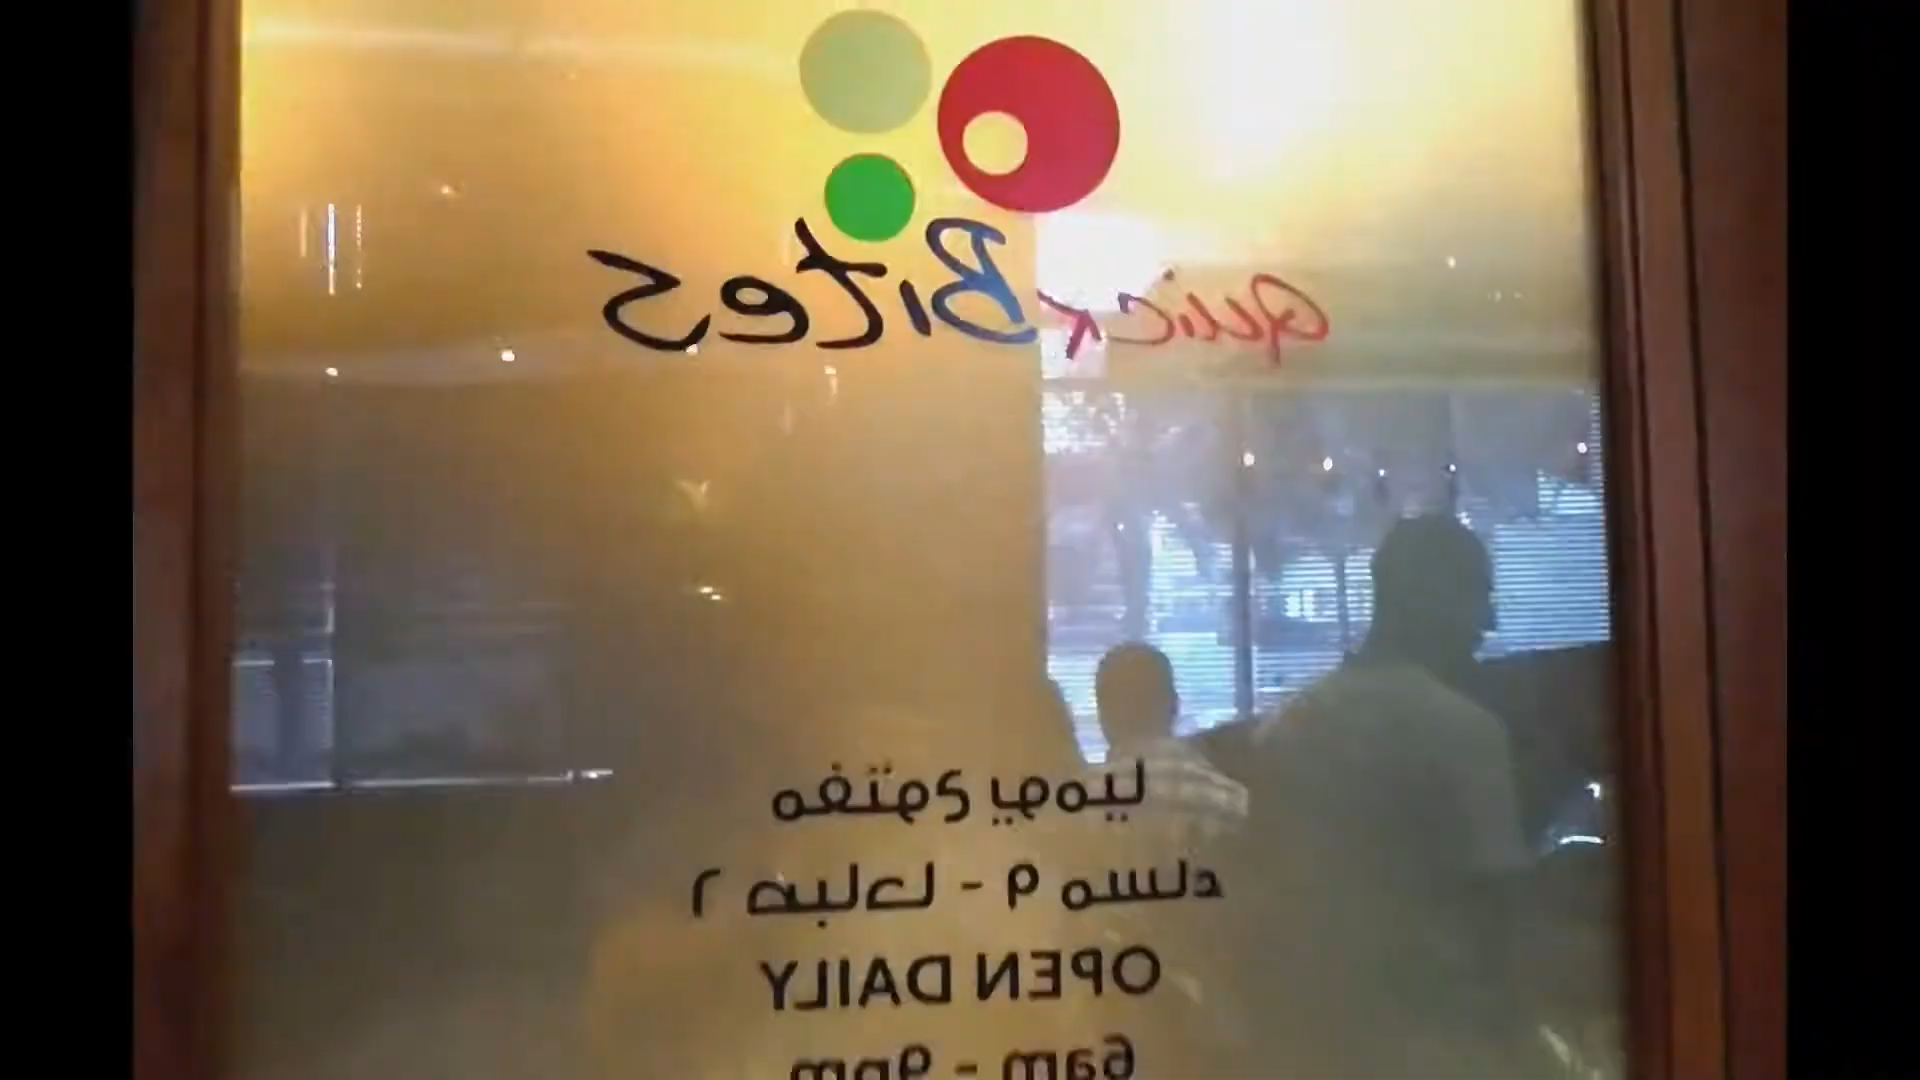 Quick Bites
مفتوح يوميا
٦ صباحا - ٩ مساء
OPEN DAILY
6am - 9pm